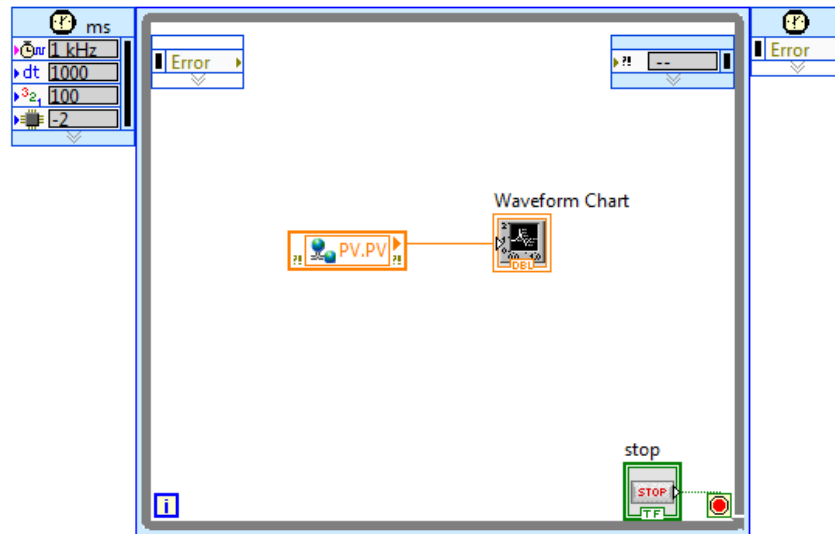 ms
1 kHz
dt 1000
100
-2
Error
?! --
Error
Waveform Chart
?! PV.PV ?!
DBL
stop
STOP
TF
i